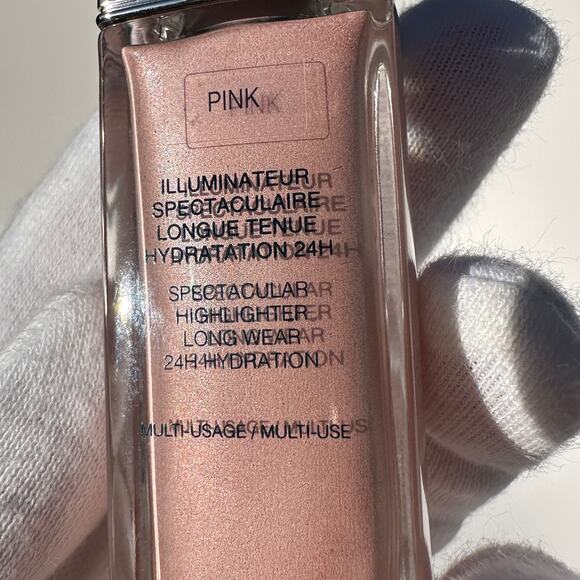 PINK
ILLUMINATEUR
SPECTACULAIRE
LONGUE TENUE
HYDRATATION 24H
SPECTACULAR
HIGHLIGHTER
LONG WEAR
24H HYDRATION
MULTI-USAGE / MULTI-USE